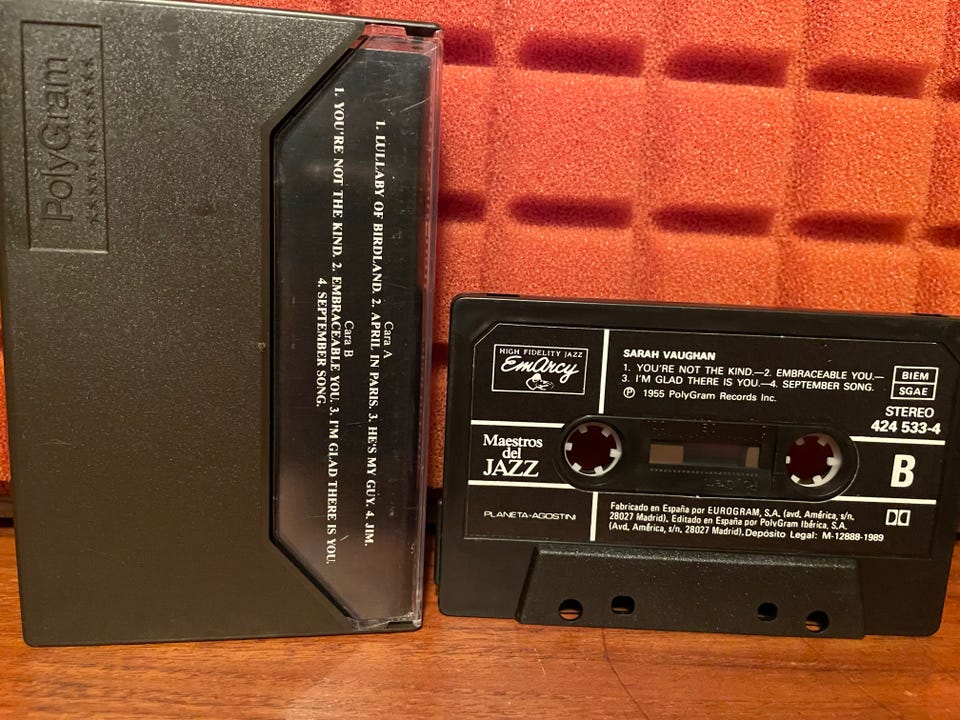 PolyGram
Cara A
1. LULLABY OF BIRDLAND. 2. APRIL IN PARIS. 3. HE'S MY GUY. 4. JIM.
Cara B
1. YOU'RE NOT THE KIND. 2. EMBRACEABLE YOU. 3. I'M GLAD THERE IS YOU.
4. SEPTEMBER SONG.
HIGH FIDELITY JAZZ
EmArcy
SARAH VAUGHAN
1. YOU'RE NOT THE KIND.—2. EMBRACEABLE YOU.—
3. I'M GLAD THERE IS YOU.—4. SEPTEMBER SONG.
Ⓟ 1955 PolyGram Records Inc.
BIEM
SGAE
STEREO
424 533-4
Maestros
del
JAZZ
B
PLANETA-AGOSTINI
Fabricado en España por EUROGRAM, S.A. (avd. América, s/n.
28027 Madrid). Editado en España por PolyGram Ibérica, S.A.
(Avd. América, s/n. 28027 Madrid). Depósito Legal: M-12888-1989